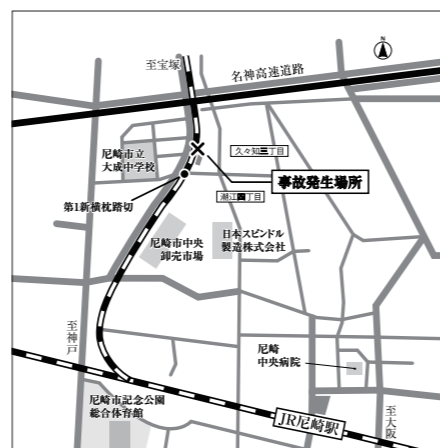 至宝塚
名神高速道路
N
尼崎市立
大成中学校
久々知三丁目
事故発生場所
潮江四丁目
第1新横枕踏切
尼崎市中央
卸売市場
日本スピンドル
製造株式会社
至神戸
尼崎
中央病院
尼崎市記念公園
総合体育館
JR尼崎駅
至大阪